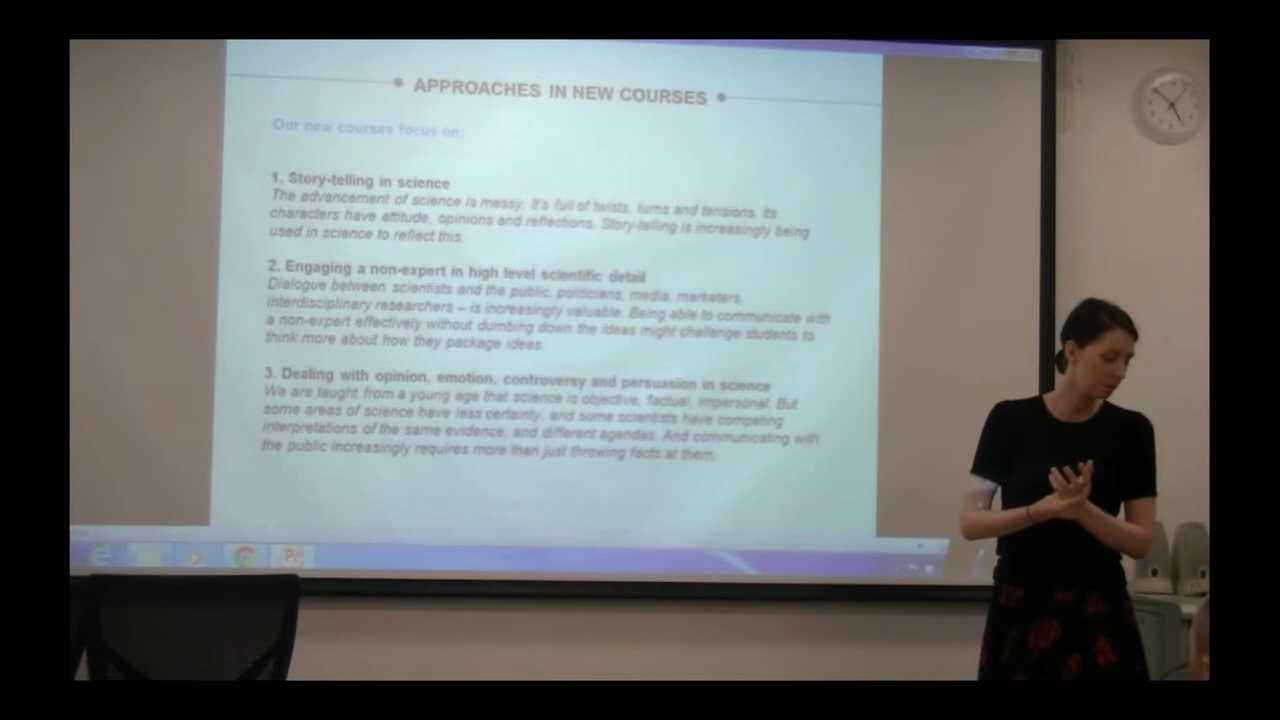 APPROACHES IN NEW COURSES
Our new courses focus on:
1. Story-telling in science
The advancement of science is messy. It's full of twists, turns and tensions. Its
characters have attitude, opinions and reflections. Story-telling is increasingly being
used in science to reflect this.
2. Engaging a non-expert in high level scientific detail
Dialogue between scientists and the public, politicians, media, marketers,
interdisciplinary researchers – is increasingly valuable. Being able to communicate with
a non-expert effectively without dumbing down the ideas might challenge students to
think more about how they package ideas.
3. Dealing with opinion, emotion, controversy and persuasion in science
We are taught from a young age that science is objective, factual, impersonal. But
some areas of science have less certainty, and some scientists have competing
interpretations of the same evidence, and different agendas. And communicating with
the public increasingly requires more than just throwing facts at them.